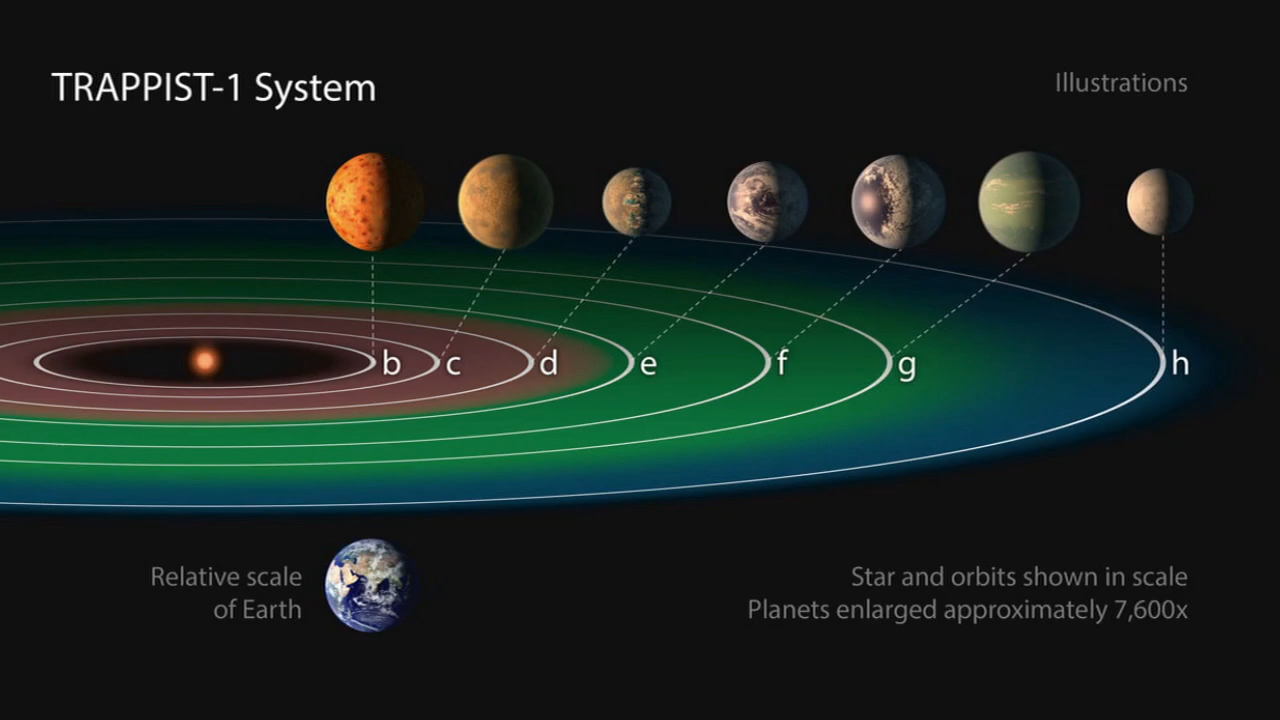 TRAPPIST-1 System
Illustrations
b
c
d
e
f
g
h
Relative scale
of Earth
Star and orbits shown in scale
Planets enlarged approximately 7,600x